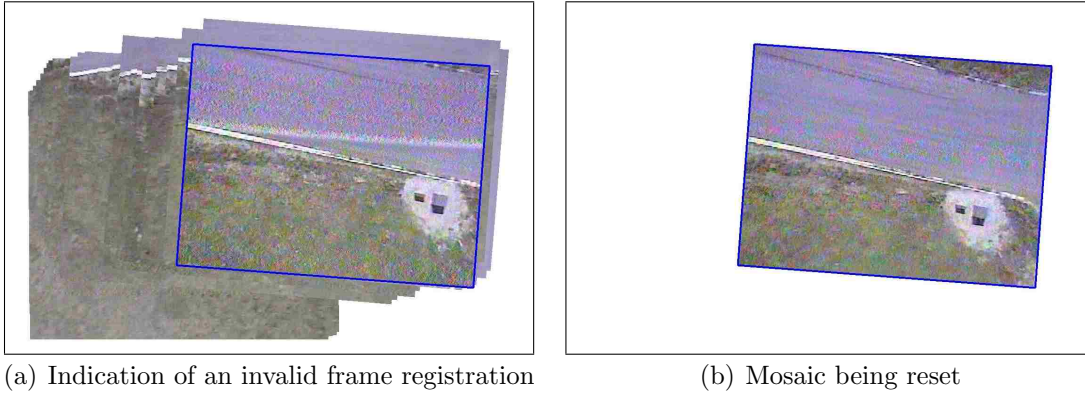 (a) Indication of an invalid frame registration
(b) Mosaic being reset